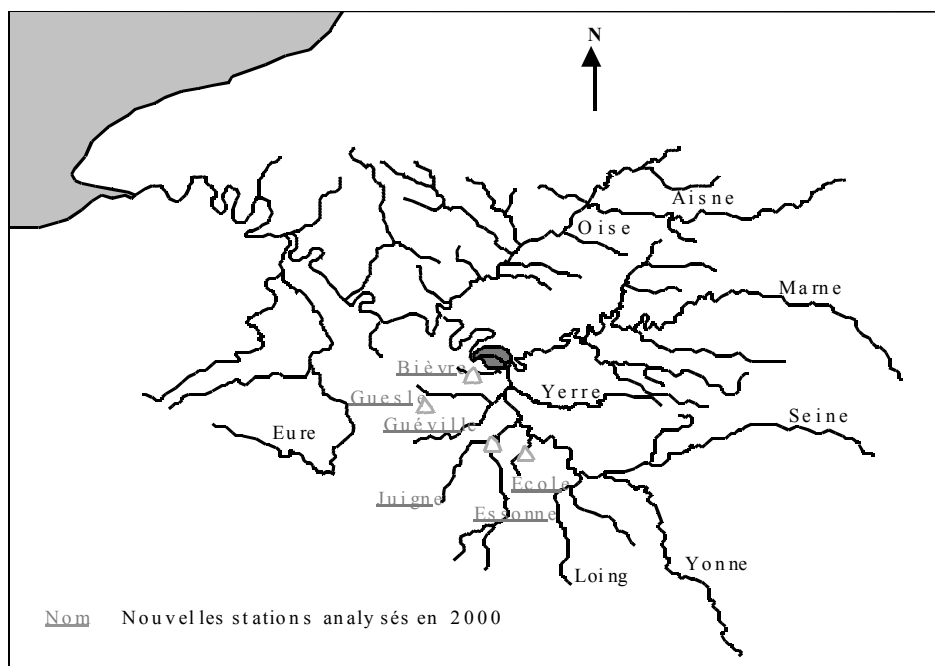 N
Aisne
Oise
Marne
Bièvre
Yerre
Guesle
Seine
Guéville
Eure
École
Juigne
Essonne
Loing
Yonne
Nom Nouvelles stations analysés en 2000